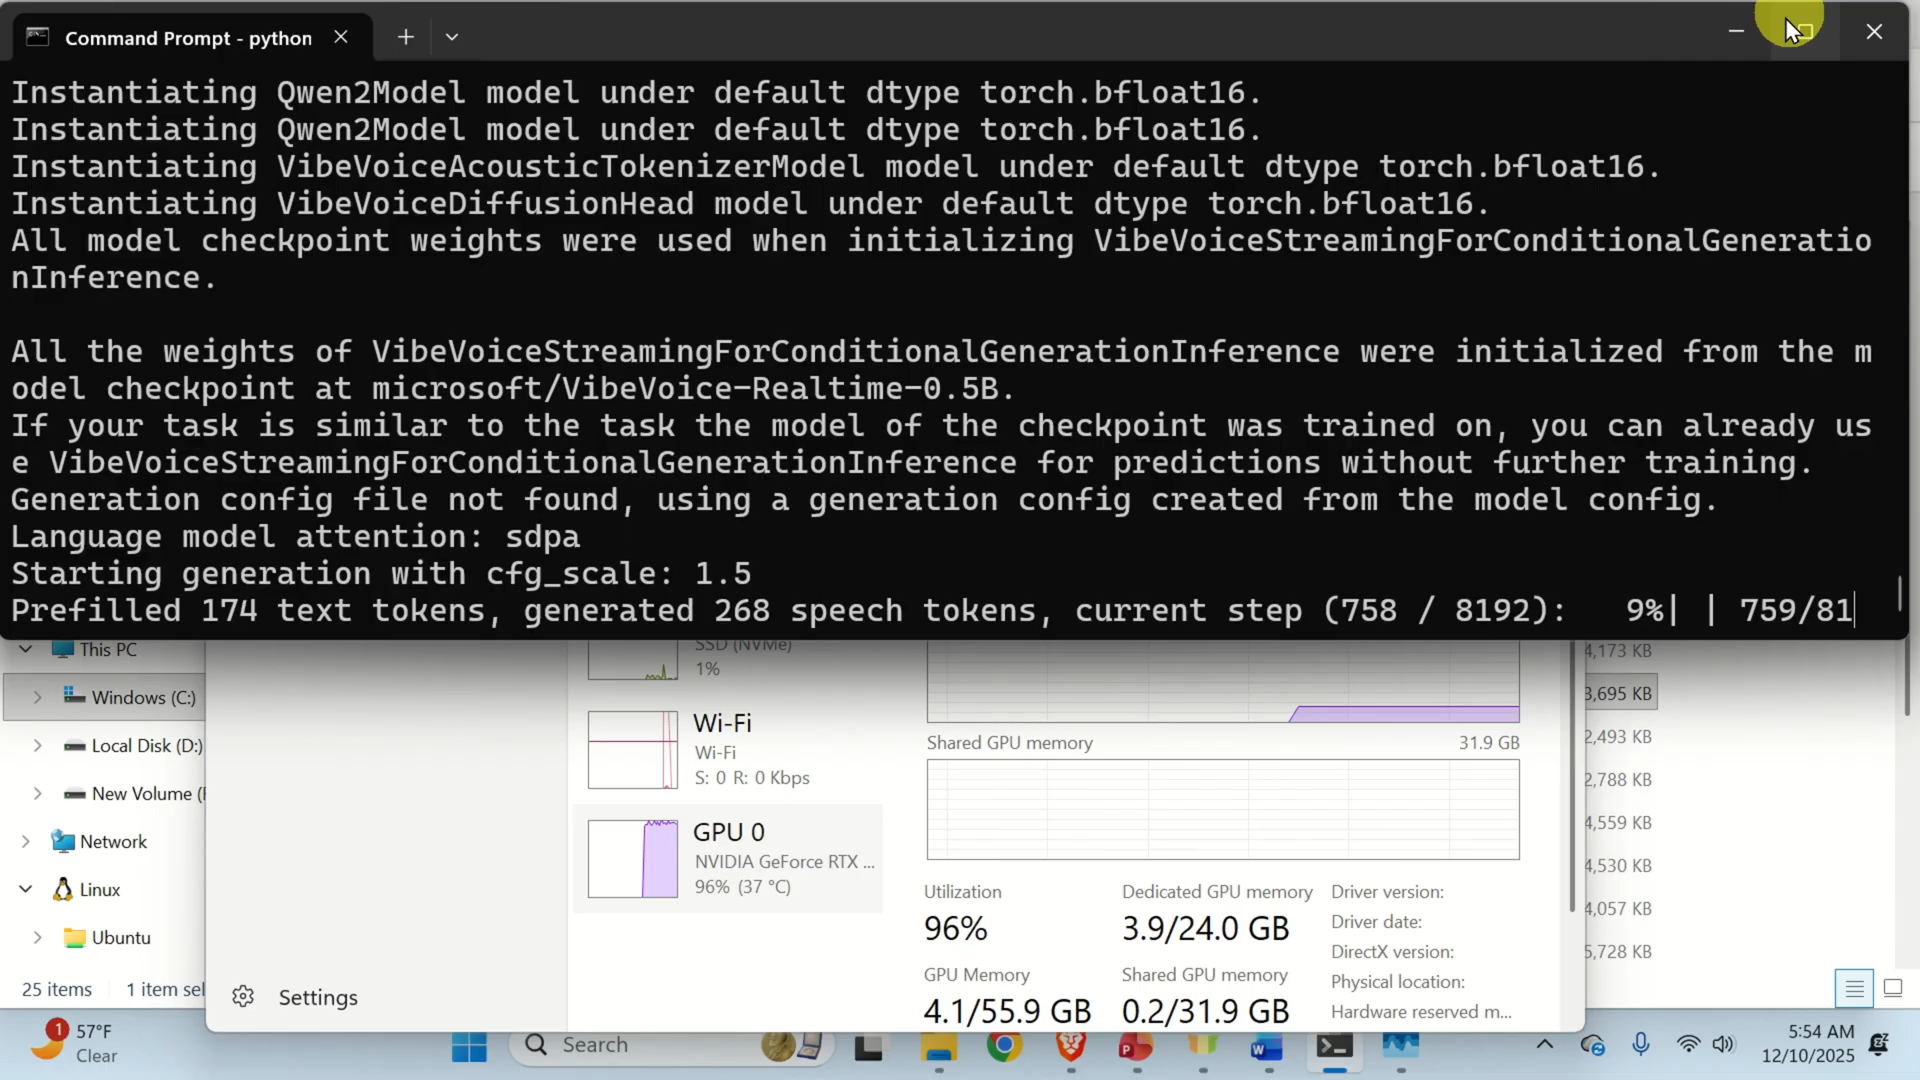 Command Prompt - python
Instantiating Qwen2Model model under default dtype torch.bfloat16.
Instantiating Qwen2Model model under default dtype torch.bfloat16.
Instantiating VibeVoiceAcousticTokenizerModel model under default dtype torch.bfloat16.
Instantiating VibeVoiceDiffusionHead model under default dtype torch.bfloat16.
All model checkpoint weights were used when initializing VibeVoiceStreamingForConditionalGeneratio
nInference.
All the weights of VibeVoiceStreamingForConditionalGenerationInference were initialized from the m
odel checkpoint at microsoft/VibeVoice-Realtime-0.5B.
If your task is similar to the task the model of the checkpoint was trained on, you can already us
e VibeVoiceStreamingForConditionalGenerationInference for predictions without further training.
Generation config file not found, using a generation config created from the model config.
Language model attention: sdpa
Starting generation with cfg_scale: 1.5
Prefilled 174 text tokens, generated 268 speech tokens, current step (758 / 8192):   9%| | 759/81
This PC
Windows (C:)
Local Disk (D:)
New Volume (
Network
Linux
Ubuntu
25 items 1 item sel
Settings
SSD (NVMe)
1%
Wi-Fi
Wi-Fi
S: 0 R: 0 Kbps
GPU 0
NVIDIA GeForce RTX ...
96% (37 °C)
Shared GPU memory 31.9 GB
Utilization
96%
Dedicated GPU memory
3.9/24.0 GB
GPU Memory
4.1/55.9 GB
Shared GPU memory
0.2/31.9 GB
Driver version:
Driver date:
DirectX version:
Physical location:
Hardware reserved m...
4,173 KB
3,695 KB
2,493 KB
2,788 KB
4,559 KB
4,530 KB
4,057 KB
5,728 KB
1
57°F
Clear
Search
5:54 AM
12/10/2025